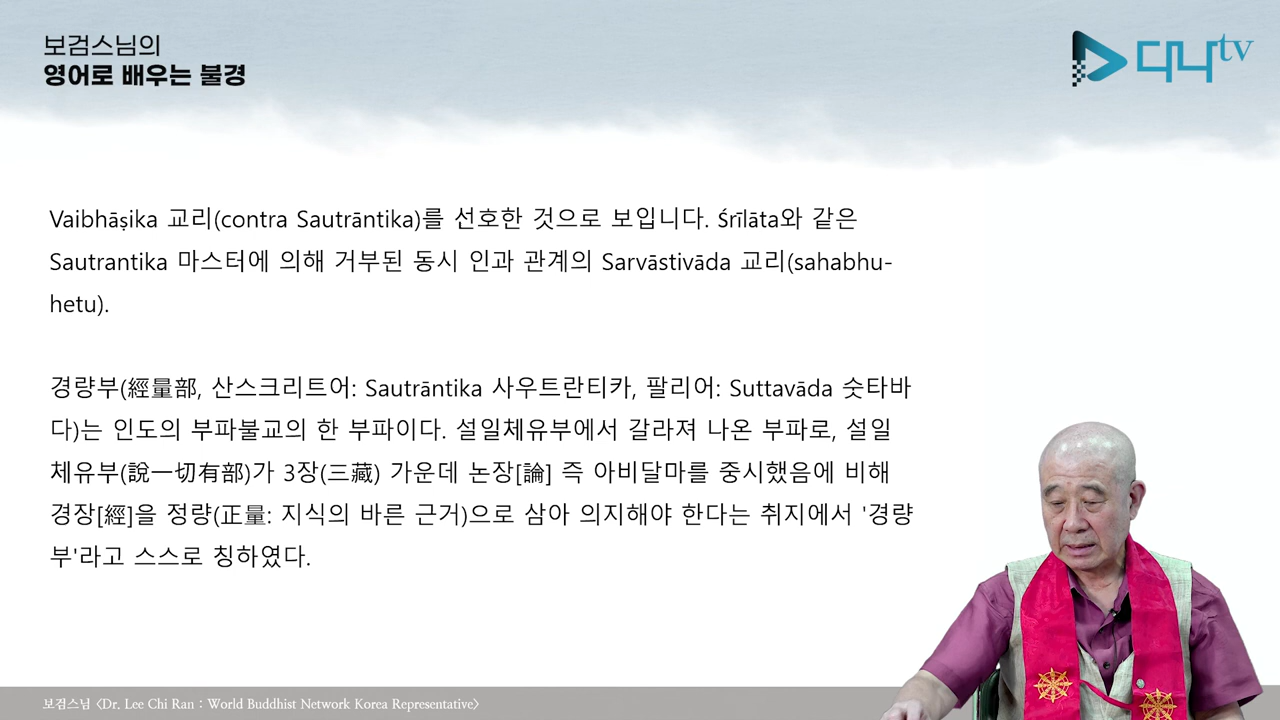 보검스님의
영어로 배우는 불경
디나tv
Vaibhāṣika 교리(contra Sautrāntika)를 선호한 것으로 보입니다. Śrīlāta와 같은
Sautrantika 마스터에 의해 거부된 동시 인과 관계의 Sarvāstivāda 교리(sahabhu-
hetu).
경량부(經量部, 산스크리트어: Sautrāntika 사우트란티카, 팔리어: Suttavāda 숫타바
다)는 인도의 부파불교의 한 부파이다. 설일체유부에서 갈라져 나온 부파로, 설일
체유부(說一切有部)가 3장(三藏) 가운데 논장[論] 즉 아비달마를 중시했음에 비해
경장[經]을 정량(正量: 지식의 바른 근거)으로 삼아 의지해야 한다는 취지에서 '경량
부'라고 스스로 칭하였다.
보검스님 <Dr. Lee Chi Ran : World Buddhist Network Korea Representative>